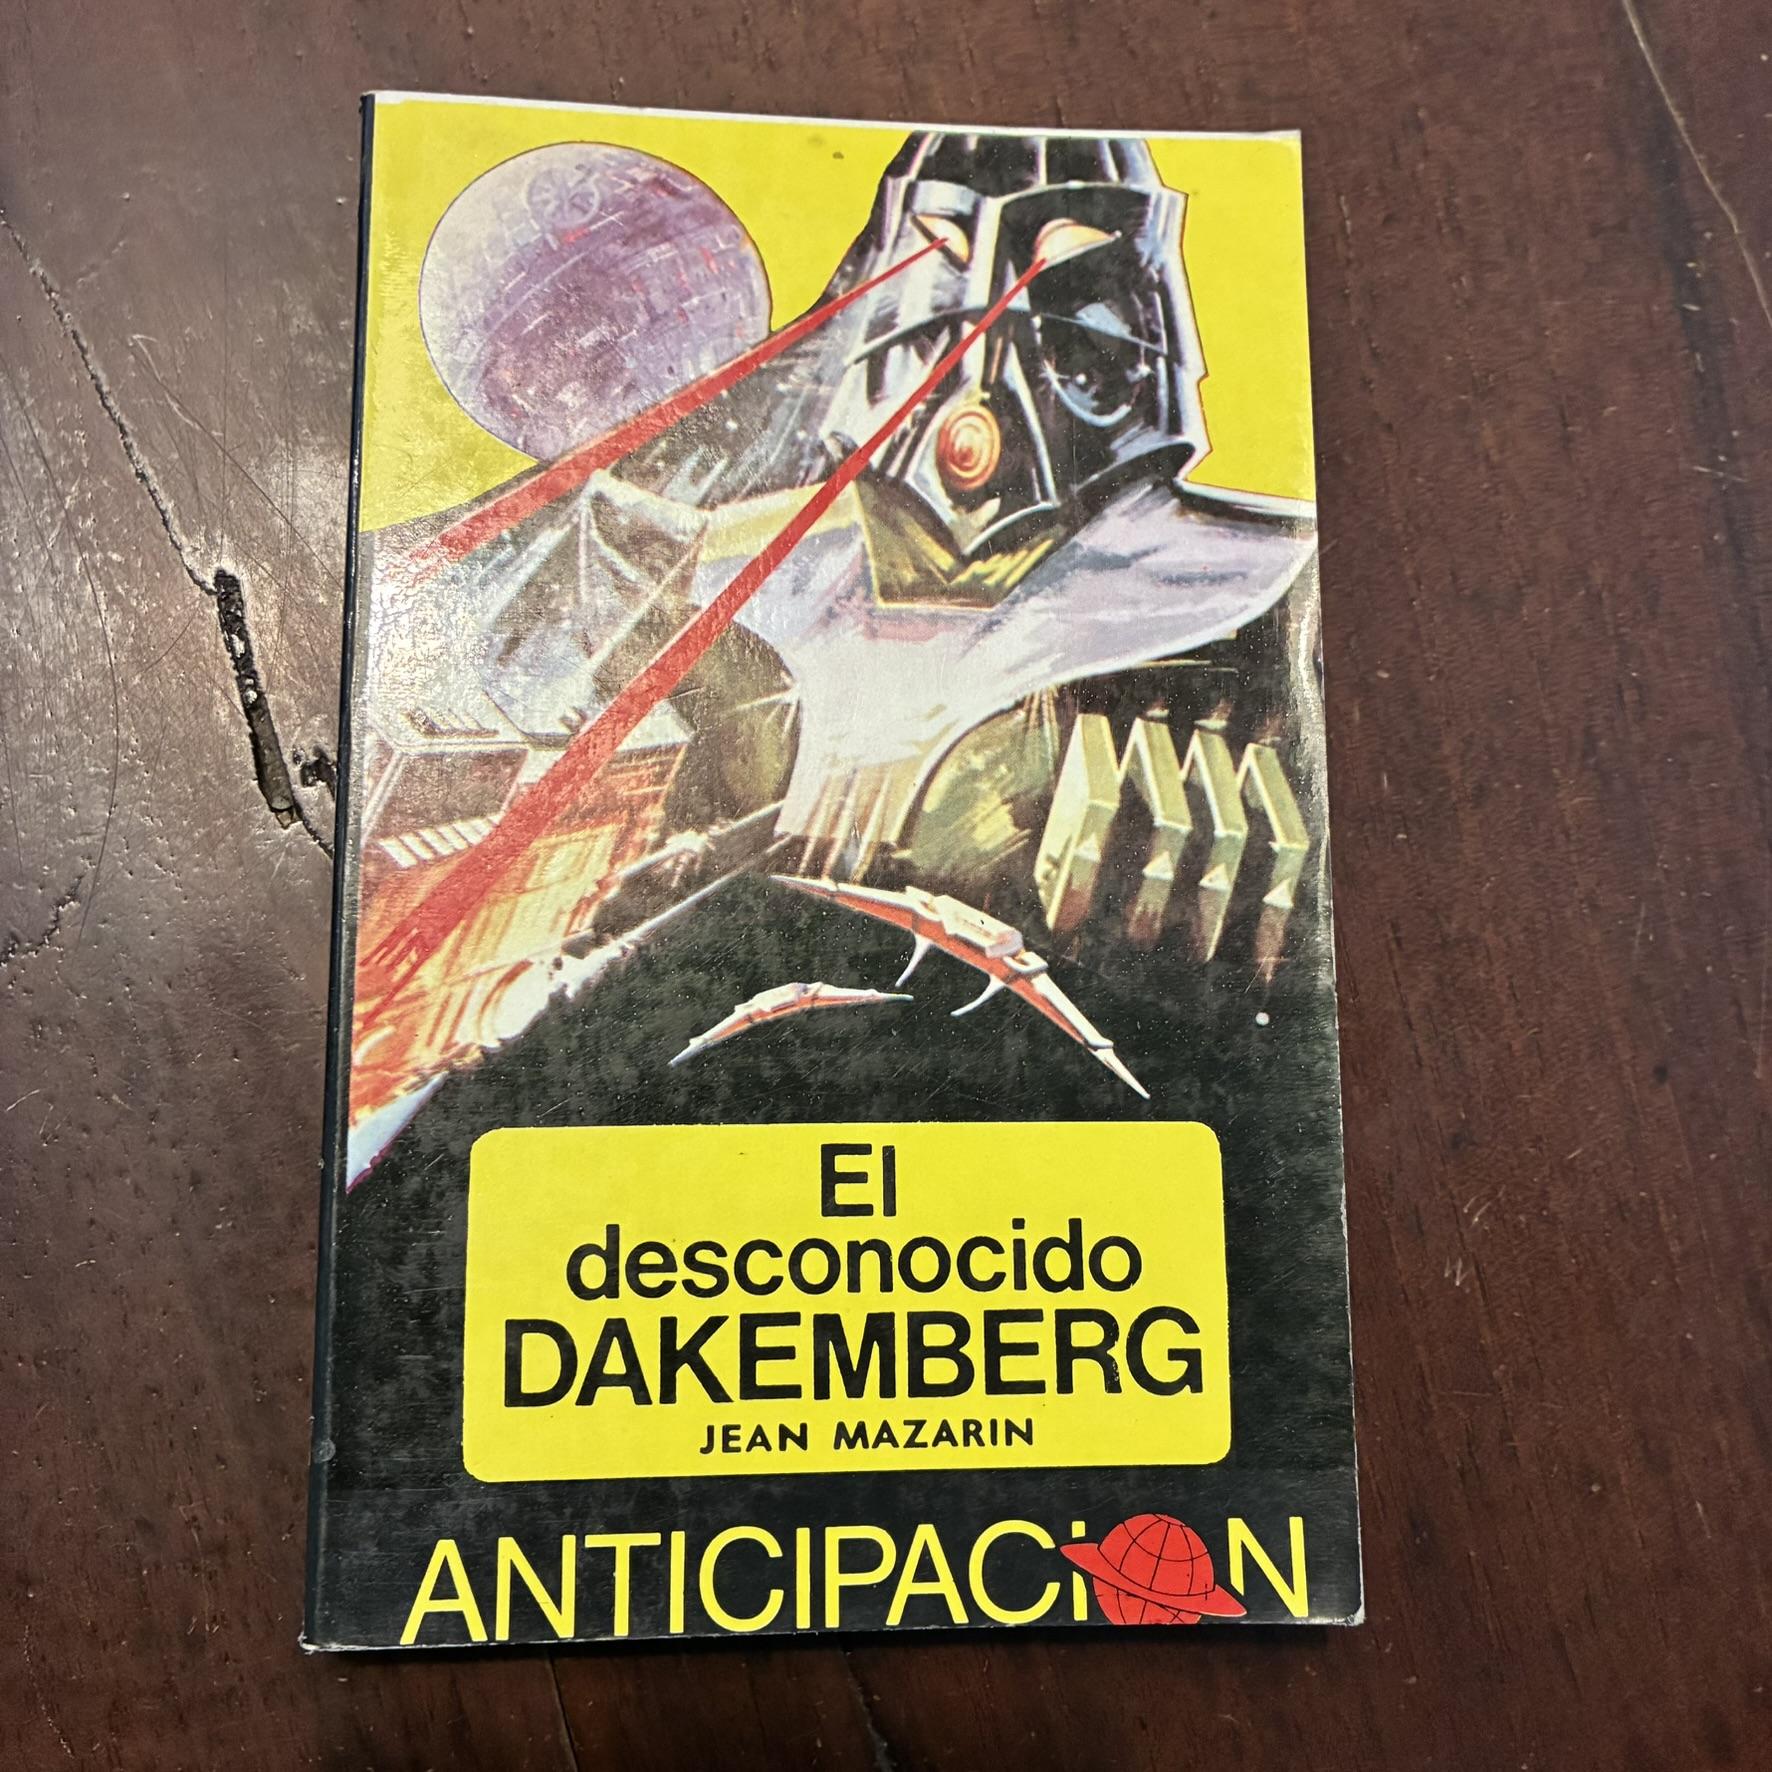 El
desconocido
DAKEMBERG
JEAN MAZARIN
ANTICIPACiON